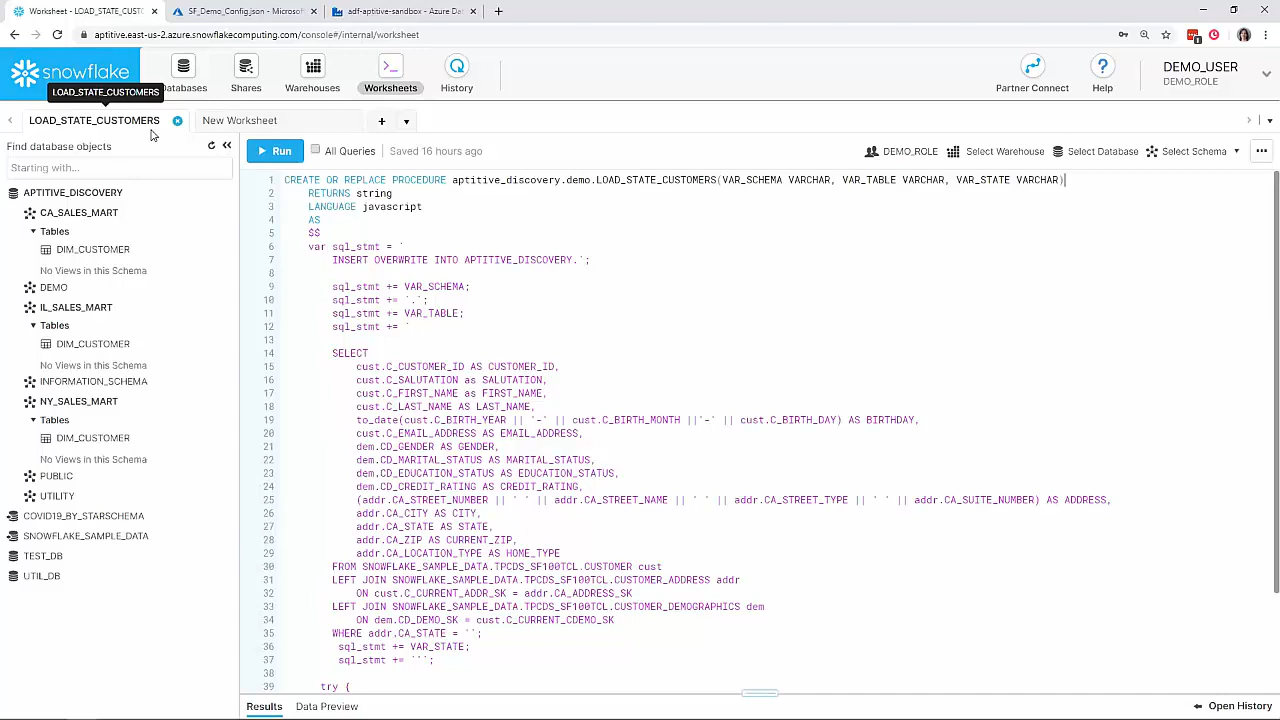 Worksheet - LOAD_STATE_CUST
SF_Demo_Config.json - Microsof
adf-aptitive-sandbox - Azure Da
aptitive.east-us-2.azure.snowflakecomputing.com/console#/internal/worksheet
snowflake
Databases
Shares
Warehouses
Worksheets
History
Partner Connect
Help
DEMO_USER
DEMO_ROLE
LOAD_STATE_CUSTOMERS
LOAD_STATE_CUSTOMERS
New Worksheet
Find database objects
Starting with...
Run
All Queries
Saved 16 hours ago
DEMO_ROLE
Select Warehouse
Select Database
Select Schema
APTITIVE_DISCOVERY
CA_SALES_MART
Tables
DIM_CUSTOMER
No Views in this Schema
DEMO
IL_SALES_MART
Tables
DIM_CUSTOMER
No Views in this Schema
INFORMATION_SCHEMA
NY_SALES_MART
Tables
DIM_CUSTOMER
No Views in this Schema
PUBLIC
UTILITY
COVID19_BY_STARSCHEMA
SNOWFLAKE_SAMPLE_DATA
TEST_DB
UTIL_DB
1 CREATE OR REPLACE PROCEDURE aptitive_discovery.demo.LOAD_STATE_CUSTOMERS(VAR_SCHEMA VARCHAR, VAR_TABLE VARCHAR, VAR_STATE VARCHAR)
2 RETURNS string
3 LANGUAGE javascript
4 AS
5 $$
6 var sql_stmt = `
7 INSERT OVERWRITE INTO APTITIVE_DISCOVERY.`;
8
9 sql_stmt += VAR_SCHEMA;
10 sql_stmt += `.`;
11 sql_stmt += VAR_TABLE;
12 sql_stmt += `
13
14 SELECT
15 cust.C_CUSTOMER_ID AS CUSTOMER_ID,
16 cust.C_SALUTATION as SALUTATION,
17 cust.C_FIRST_NAME as FIRST_NAME,
18 cust.C_LAST_NAME AS LAST_NAME,
19 to_date(cust.C_BIRTH_YEAR || '-' || cust.C_BIRTH_MONTH ||'-' || cust.C_BIRTH_DAY) AS BIRTHDAY,
20 cust.C_EMAIL_ADDRESS AS EMAIL_ADDRESS,
21 dem.CD_GENDER AS GENDER,
22 dem.CD_MARITAL_STATUS AS MARITAL_STATUS,
23 dem.CD_EDUCATION_STATUS AS EDUCATION_STATUS,
24 dem.CD_CREDIT_RATING AS CREDIT_RATING,
25 (addr.CA_STREET_NUMBER || ' ' || addr.CA_STREET_NAME || ' ' || addr.CA_STREET_TYPE || ' ' || addr.CA_SUITE_NUMBER) AS ADDRESS,
26 addr.CA_CITY AS CITY,
27 addr.CA_STATE AS STATE,
28 addr.CA_ZIP AS CURRENT_ZIP,
29 addr.CA_LOCATION_TYPE AS HOME_TYPE
30 FROM SNOWFLAKE_SAMPLE_DATA.TPCDS_SF100TCL.CUSTOMER cust
31 LEFT JOIN SNOWFLAKE_SAMPLE_DATA.TPCDS_SF100TCL.CUSTOMER_ADDRESS addr
32 ON cust.C_CURRENT_ADDR_SK = addr.CA_ADDRESS_SK
33 LEFT JOIN SNOWFLAKE_SAMPLE_DATA.TPCDS_SF100TCL.CUSTOMER_DEMOGRAPHICS dem
34 ON dem.CD_DEMO_SK = cust.C_CURRENT_CDEMO_SK
35 WHERE addr.CA_STATE = '`;
36 sql_stmt += VAR_STATE;
37 sql_stmt += `'`;
38
39 try {
Results
Data Preview
Open History